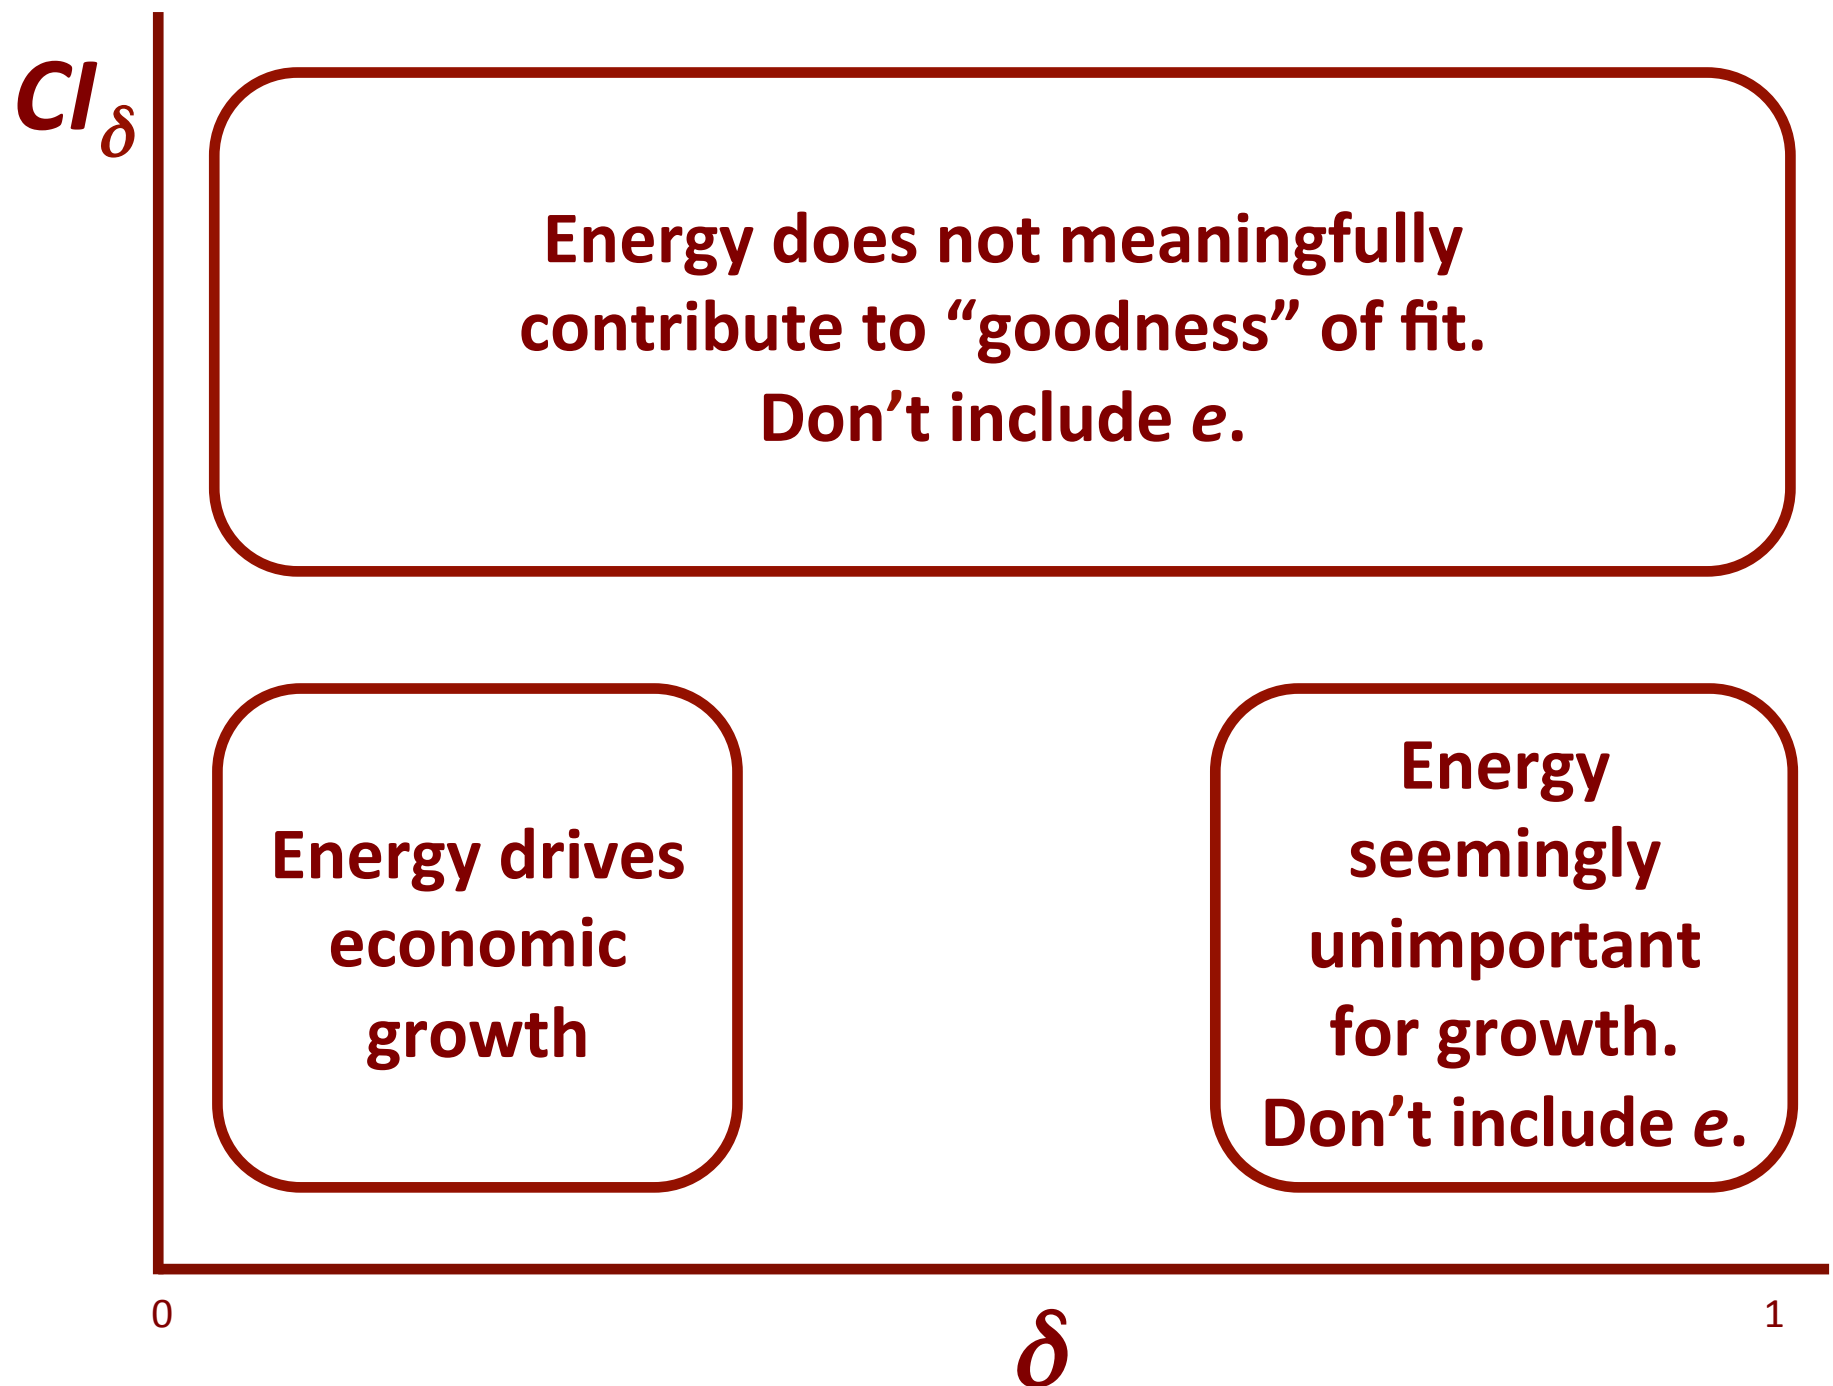 CIδ
Energy does not meaningfully
contribute to “goodness” of fit.
Don’t include e.
Energy drives
economic
growth
Energy
seemingly
unimportant
for growth.
Don’t include e.
0
1
δ